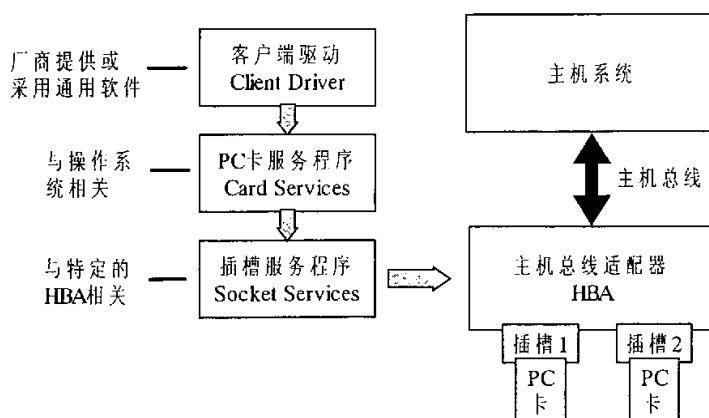 厂商提供或
采用通用软件
客户端驱动
Client Driver
与操作系
统相关
PC卡服务程序
Card Services
与特定的
HBA相关
插槽服务程序
Socket Services
主机系统
主机总线
主机总线适配器
HBA
插槽1
插槽2
PC
卡
PC
卡